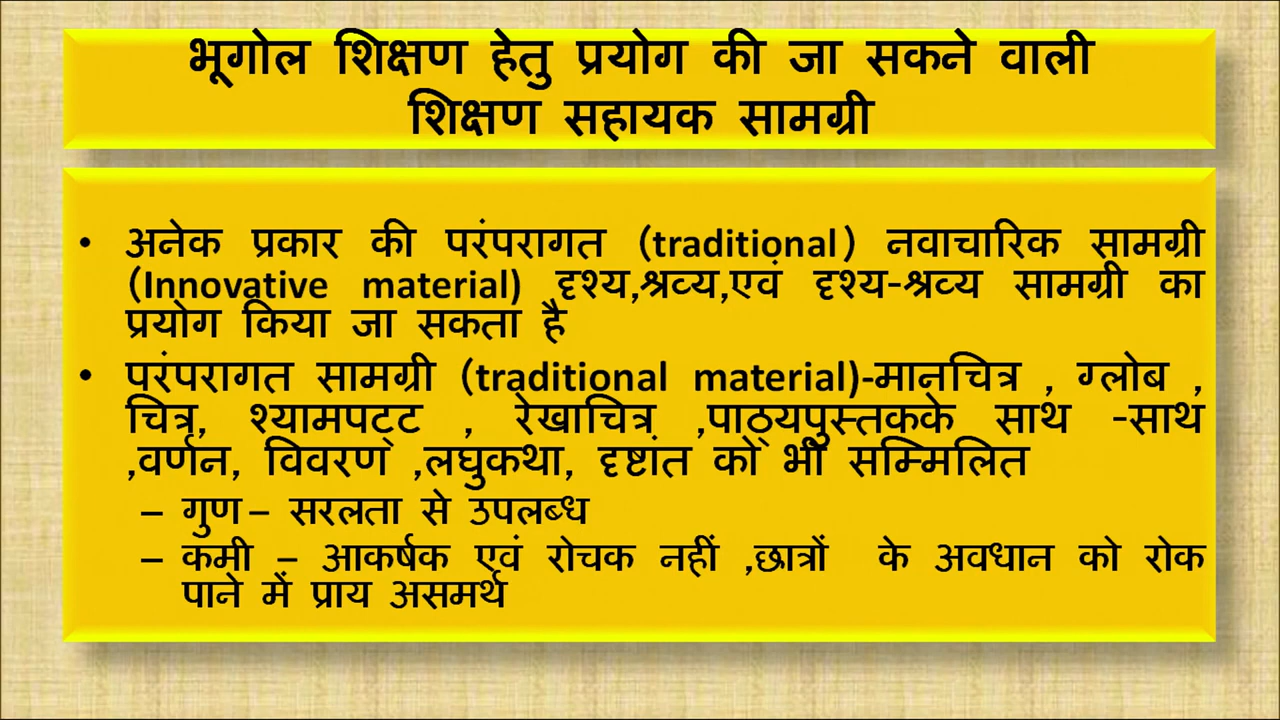 भूगोल शिक्षण हेतु प्रयोग की जा सकने वाली
शिक्षण सहायक सामग्री
• अनेक प्रकार की परंपरागत (traditional) नवाचारिक सामग्री
(Innovative material) दृश्य,श्रव्य,एवं दृश्य-श्रव्य सामग्री का
प्रयोग किया जा सकता है
• परंपरागत सामग्री (traditional material)-मानचित्र , ग्लोब ,
चित्र, श्यामपट्ट , रेखाचित्र ,पाठ्यपुस्तकके साथ -साथ
,वर्णन, विवरण ,लघुकथा, दृष्टांत को भी सम्मिलित
– गुण – सरलता से उपलब्ध
– कमी – आकर्षक एवं रोचक नहीं ,छात्रों के अवधान को रोक
पाने में प्राय असमर्थ